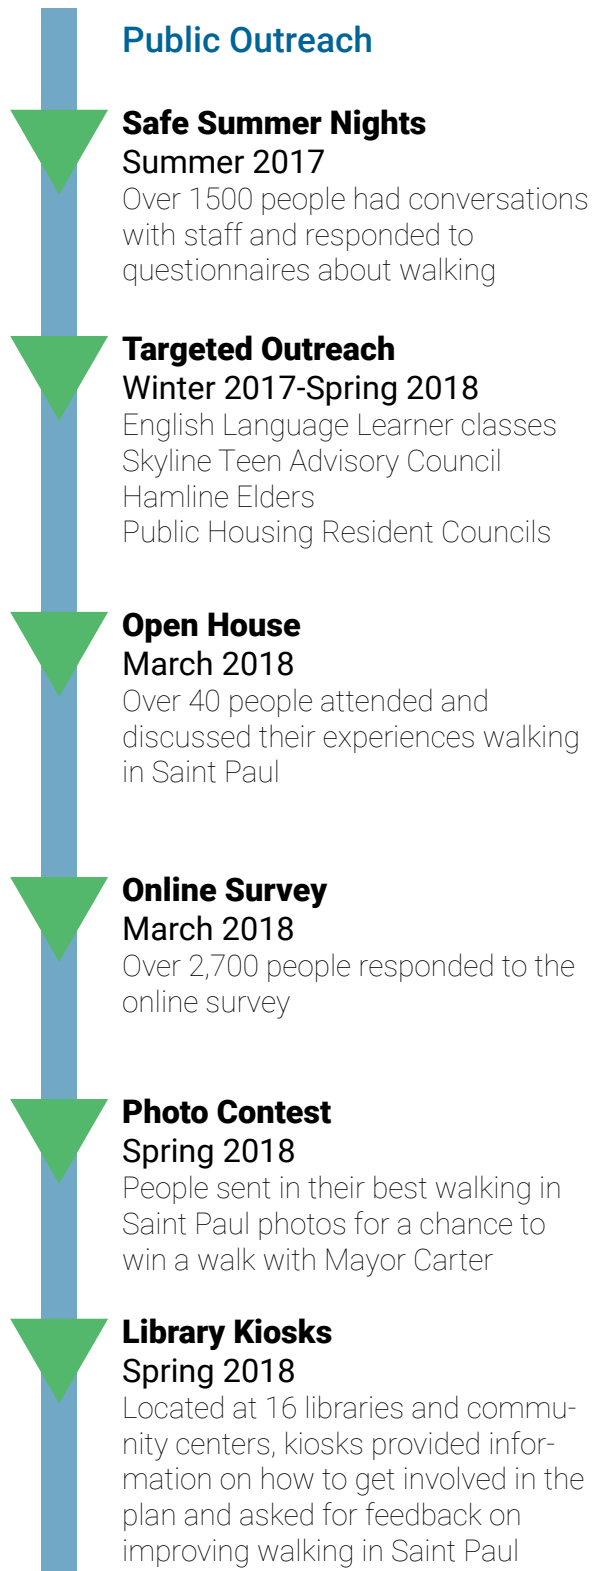 Public Outreach
Safe Summer Nights
Summer 2017
Over 1500 people had conversations
with staff and responded to
questionnaires about walking
Targeted Outreach
Winter 2017-Spring 2018
English Language Learner classes
Skyline Teen Advisory Council
Hamline Elders
Public Housing Resident Councils
Open House
March 2018
Over 40 people attended and
discussed their experiences walking
in Saint Paul
Online Survey
March 2018
Over 2,700 people responded to the
online survey
Photo Contest
Spring 2018
People sent in their best walking in
Saint Paul photos for a chance to
win a walk with Mayor Carter
Library Kiosks
Spring 2018
Located at 16 libraries and commu-
nity centers, kiosks provided infor-
mation on how to get involved in the
plan and asked for feedback on
improving walking in Saint Paul